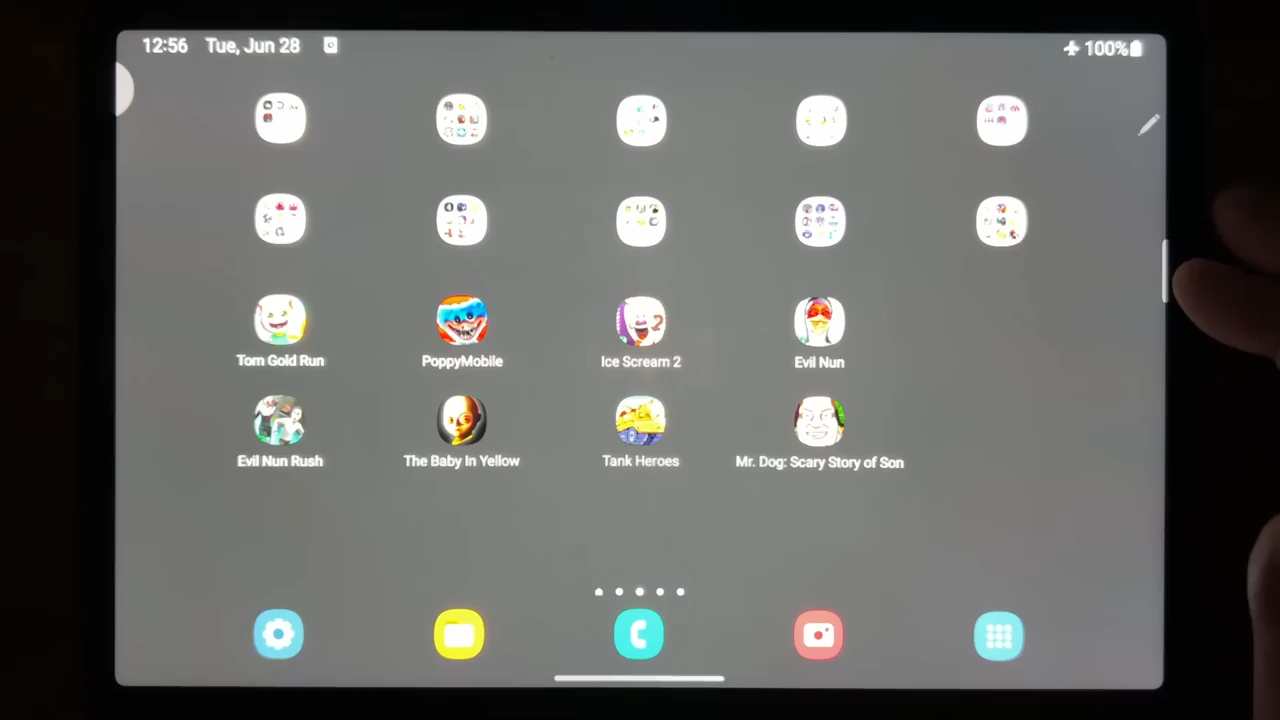 12:56 Tue, Jun 28 100%
Tom Gold Run PoppyMobile Ice Scream 2 Evil Nun
Evil Nun Rush The Baby In Yellow Tank Heroes Mr. Dog: Scary Story of Son